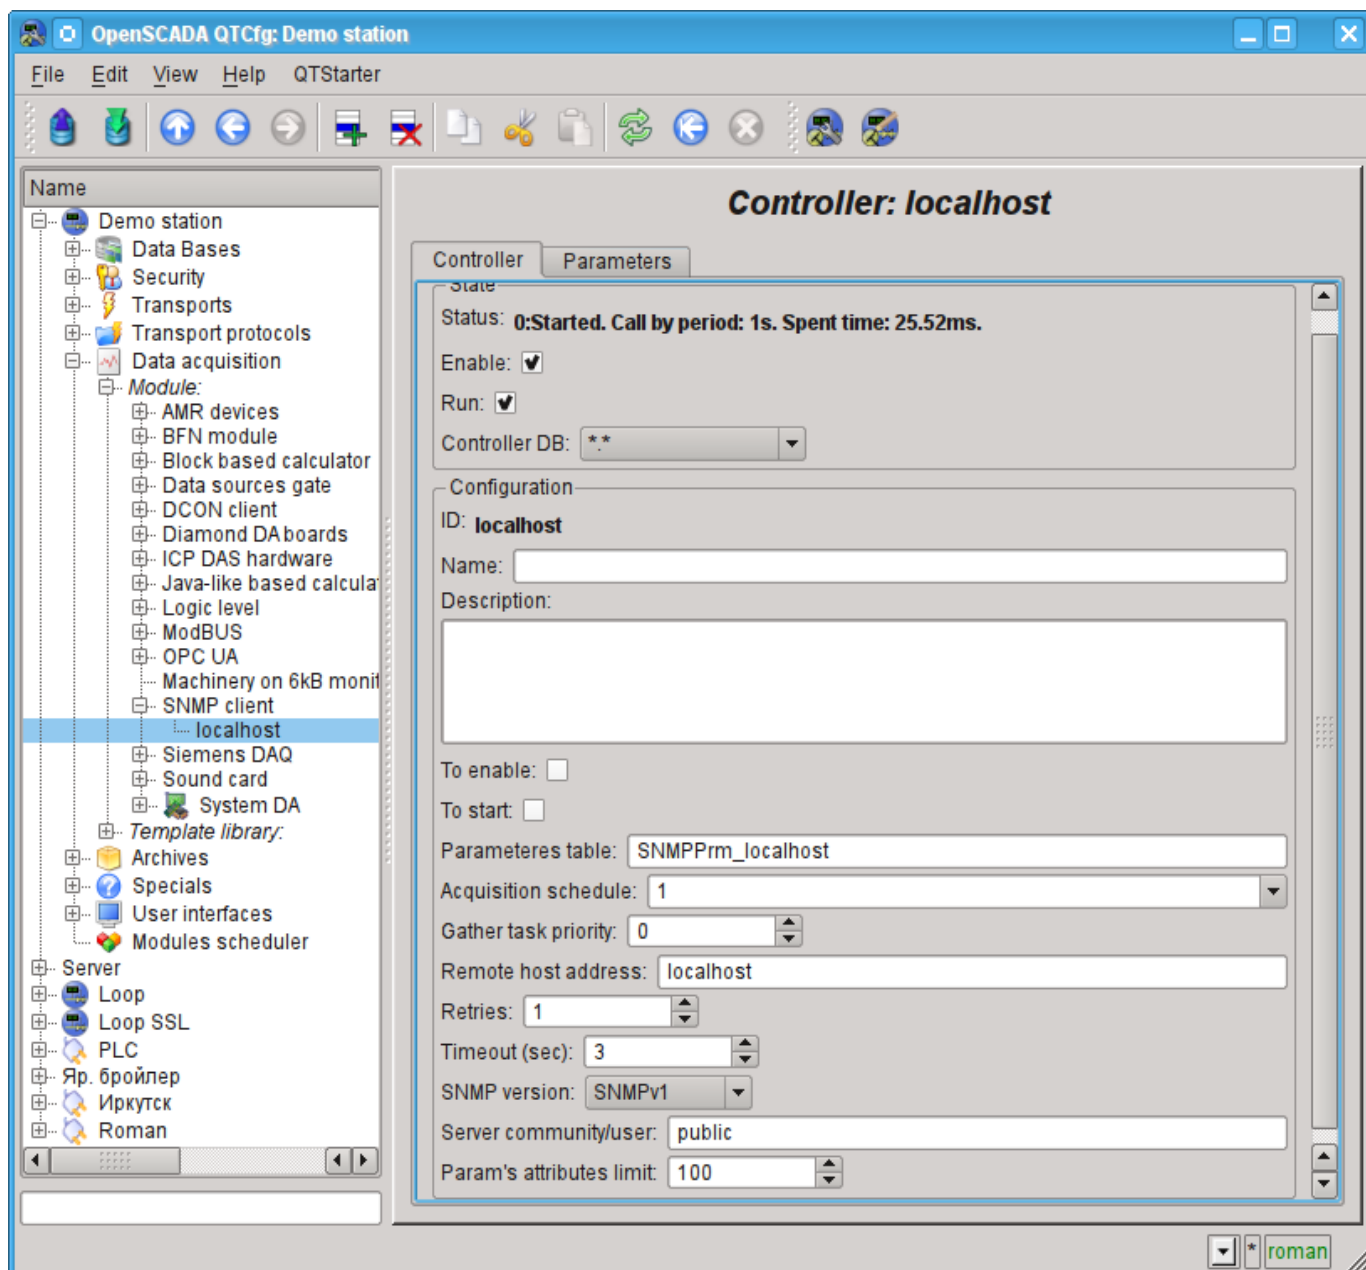 OpenSCADA QTCfg: Demo station
File Edit View Help QTStarter
Name
Demo station
Data Bases
Security
Transports
Transport protocols
Data acquisition
Module:
AMR devices
BFN module
Block based calculator
Data sources gate
DCON client
Diamond DA boards
ICP DAS hardware
Java-like based calcula
Logic level
ModBUS
OPC UA
Machinery on 6kB monit
SNMP client
localhost
Siemens DAQ
Sound card
System DA
Template library:
Archives
Specials
User interfaces
Modules scheduler
Server
Loop
Loop SSL
PLC
Яр. бройлер
Иркутск
Roman
Controller: localhost
Controller Parameters
State
Status: 0:Started. Call by period: 1s. Spent time: 25.52ms.
Enable:
Run:
Controller DB: *.*
Configuration
ID: localhost
Name:
Description:
To enable:
To start:
Parameteres table: SNMPPrm_localhost
Acquisition schedule: 1
Gather task priority: 0
Remote host address: localhost
Retries: 1
Timeout (sec): 3
SNMP version: SNMPv1
Server community/user: public
Param's attributes limit: 100
* roman